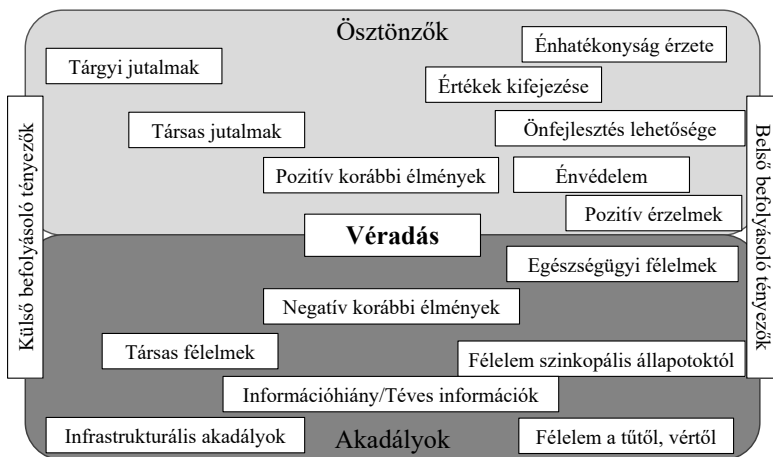 Ösztönzők
Énhatékonyság érzete
Tárgyi jutalmak
Értékek kifejezése
Társas jutalmak
Önfejlesztés lehetősége
Pozitív korábbi élmények
Énvédelem
Pozitív érzelmek
Külső befolyásoló tényezők
Véradás
Belső befolyásoló tényezők
Egészségügyi félelmek
Negatív korábbi élmények
Társas félelmek
Félelem szinkopális állapotoktól
Információhiány/Téves információk
Infrastrukturális akadályok
Akadályok
Félelem a tűtől, vértől